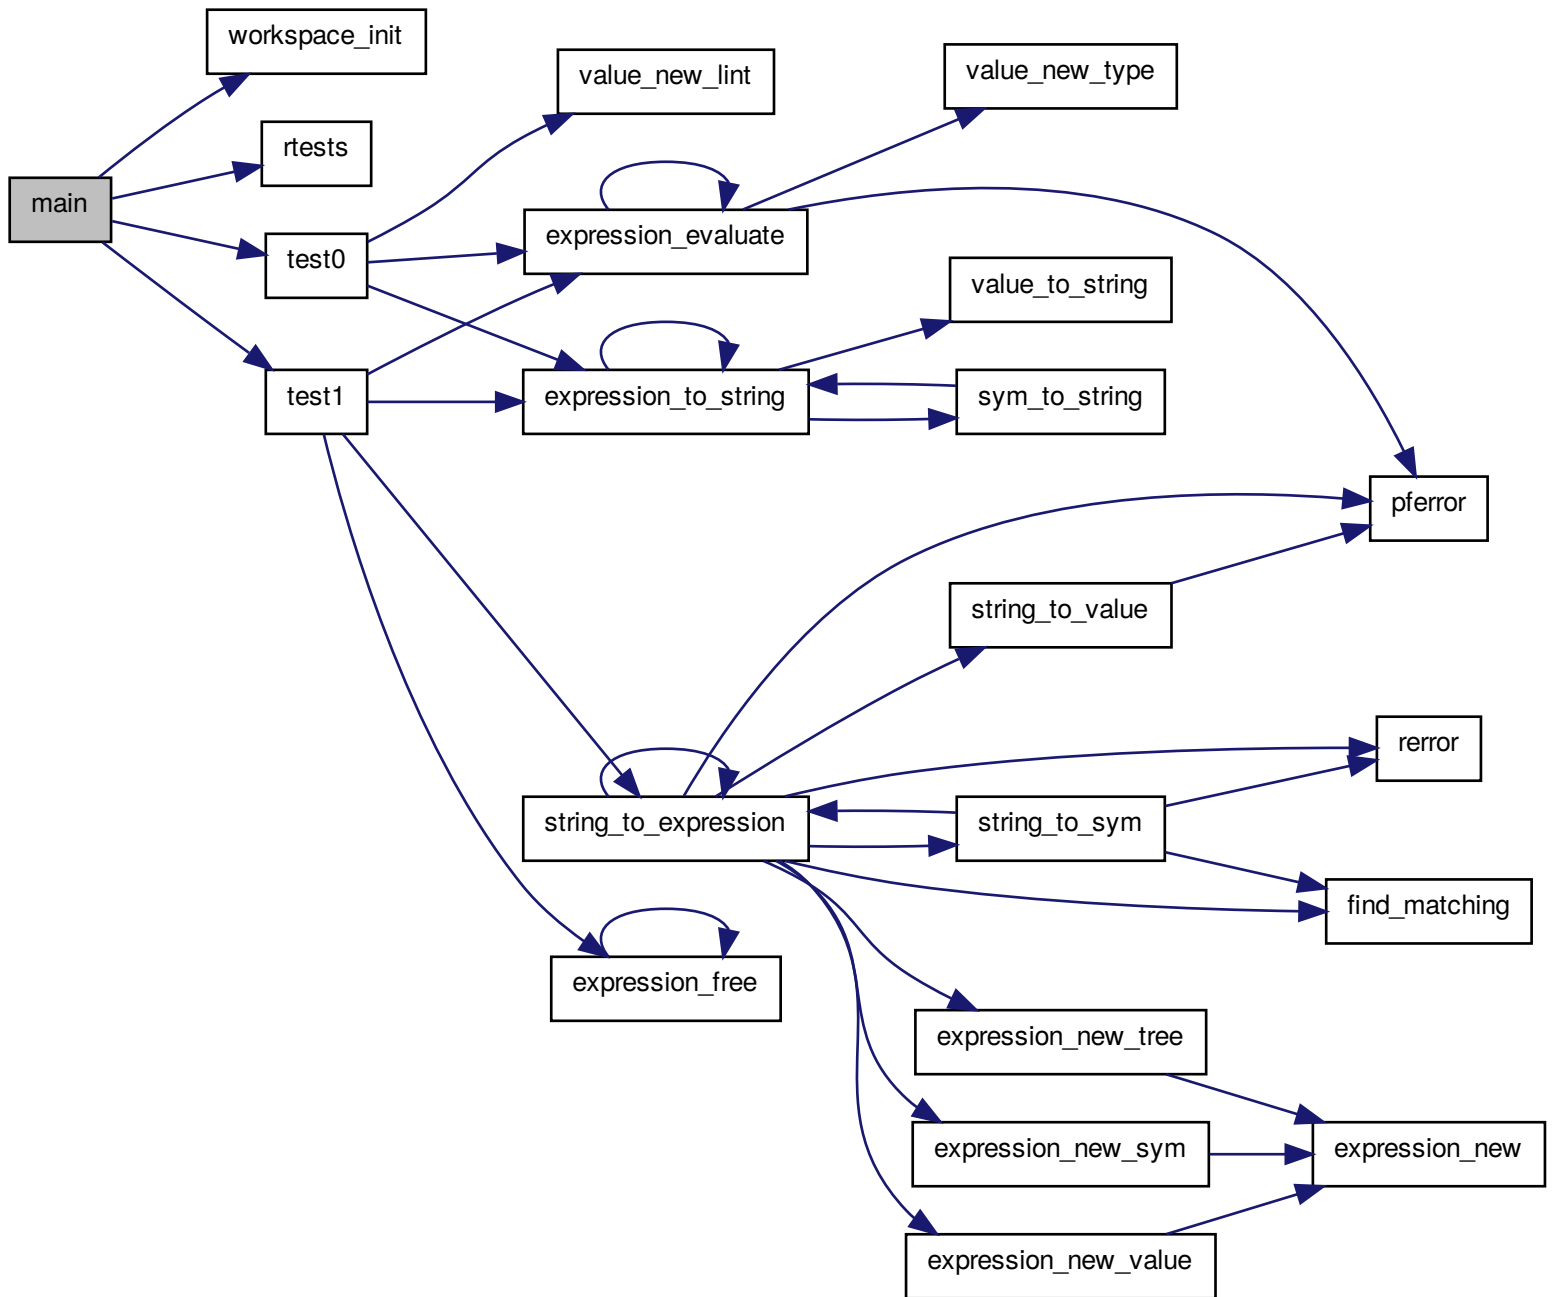 main
workspace_init
rtests
test0
test1
value_new_lint
expression_evaluate
expression_to_string
string_to_expression
expression_free
value_new_type
value_to_string
sym_to_string
string_to_value
string_to_sym
expression_new_tree
expression_new_sym
expression_new_value
pferror
rerror
find_matching
expression_new